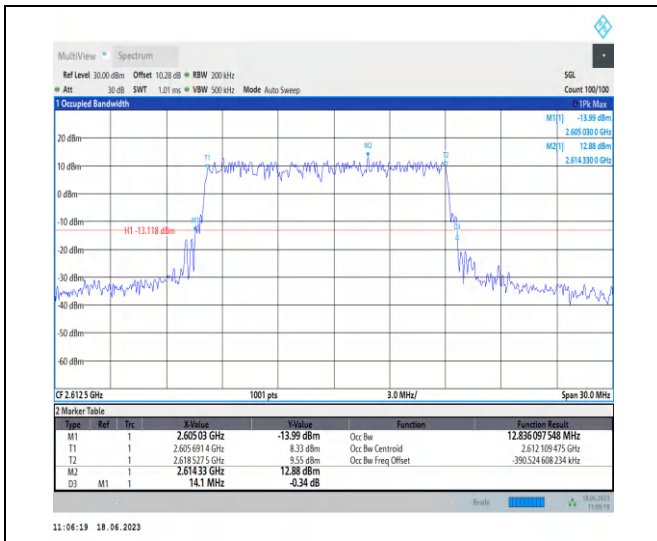 MultiView Spectrum
Ref Level 30.00 dBm Offset 10.28 dB RBW 200 kHz SGL
Att 30 dB SWT 1.01 ms VBW 500 kHz Mode Auto Sweep Count 100/100
1 Occupied Bandwidth 1Pk Max
M1[1] -13.99 dBm
2.605 030 0 GHz
M2[1] 12.88 dBm
2.614 330 0 GHz
20 dBm
M2
T1 T2
10 dBm
0 dBm
-10 dBm
M1
H1 -13.118 dBm
D3
-20 dBm
-30 dBm
-40 dBm
-50 dBm
-60 dBm
CF 2.612 5 GHz 1001 pts 3.0 MHz/ Span 30.0 MHz
2 Marker Table
Type Ref Trc X-Value Y-Value Function Function Result
M1 1 2.605 03 GHz -13.99 dBm Occ Bw 12.836 097 548 MHz
T1 1 2.605 691 4 GHz 8.33 dBm Occ Bw Centroid 2.612 109 475 GHz
T2 1 2.618 527 5 GHz 9.55 dBm Occ Bw Freq Offset -390.524 608 234 kHz
M2 1 2.614 33 GHz 12.88 dBm
D3 M1 1 14.1 MHz -0.34 dB
Ready 18.06.2023
11:06:19
11:06:19 18.06.2023